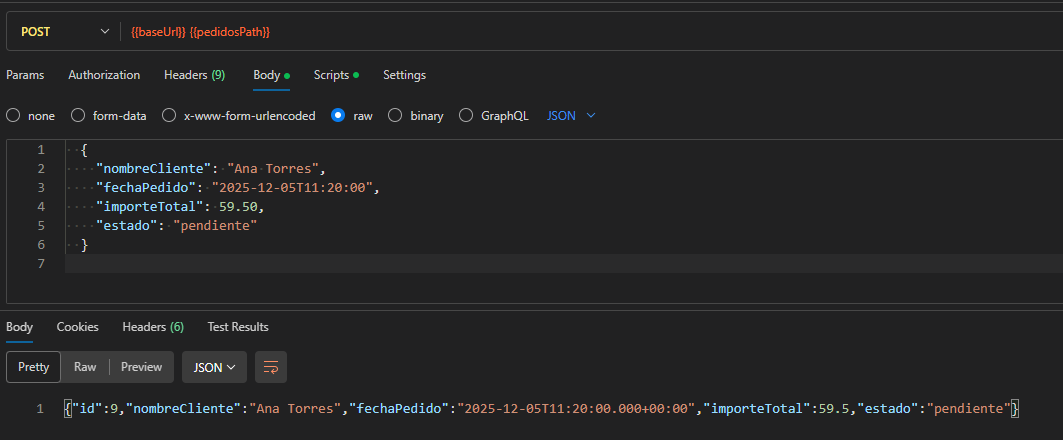 POST {{baseUrl}} {{pedidosPath}}
Params Authorization Headers (9) Body Scripts Settings
none form-data x-www-form-urlencoded raw binary GraphQL JSON
1 {
2 "nombreCliente": "Ana Torres",
3 "fechaPedido": "2025-12-05T11:20:00",
4 "importeTotal": 59.50,
5 "estado": "pendiente"
6 }
7
Body Cookies Headers (6) Test Results
Pretty Raw Preview JSON
1 {"id":9,"nombreCliente":"Ana Torres","fechaPedido":"2025-12-05T11:20:00.000+00:00","importeTotal":59.5,"estado":"pendiente"}